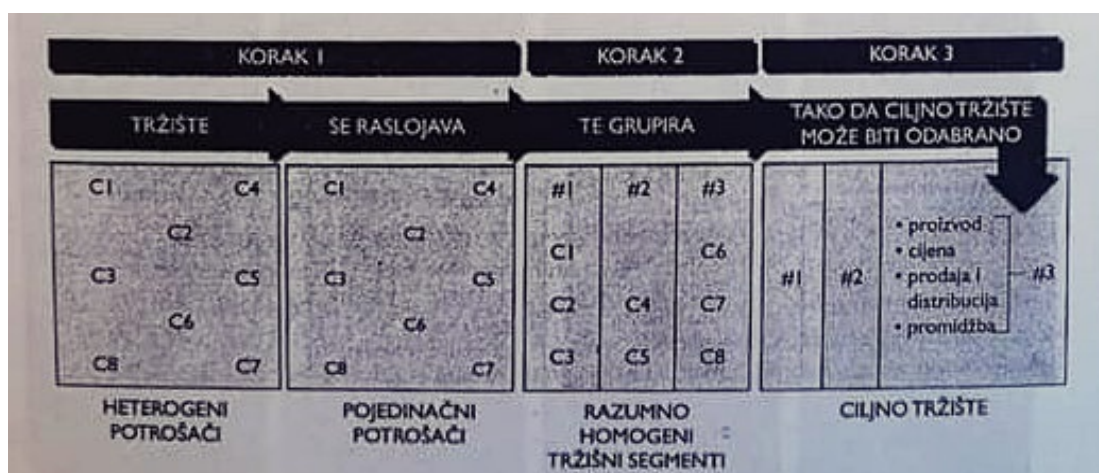 KORAK 1
KORAK 2
KORAK 3
TRŽIŠTE
SE RASLOJAVA
TE GRUPIRA
TAKO DA CILJNO TRŽIŠTE
MOŽE BITI ODABRANO
C1 C4
C2
C3 C5
C6
C8 C7
C1 C4
C2
C3 C5
C6
C8 C7
#1 #2 #3
C1 C6
C2 C4 C7
C3 C5 C8
#1 #2
• proizvod
• cijena
• prodaja i
distribucija
• promidžba
#3
HETEROGENI
POTROŠAČI
POJEDINAČNI
POTROŠAČI
RAZUMNO
HOMOGENI
TRŽIŠNI SEGMENTI
CILJNO TRŽIŠTE